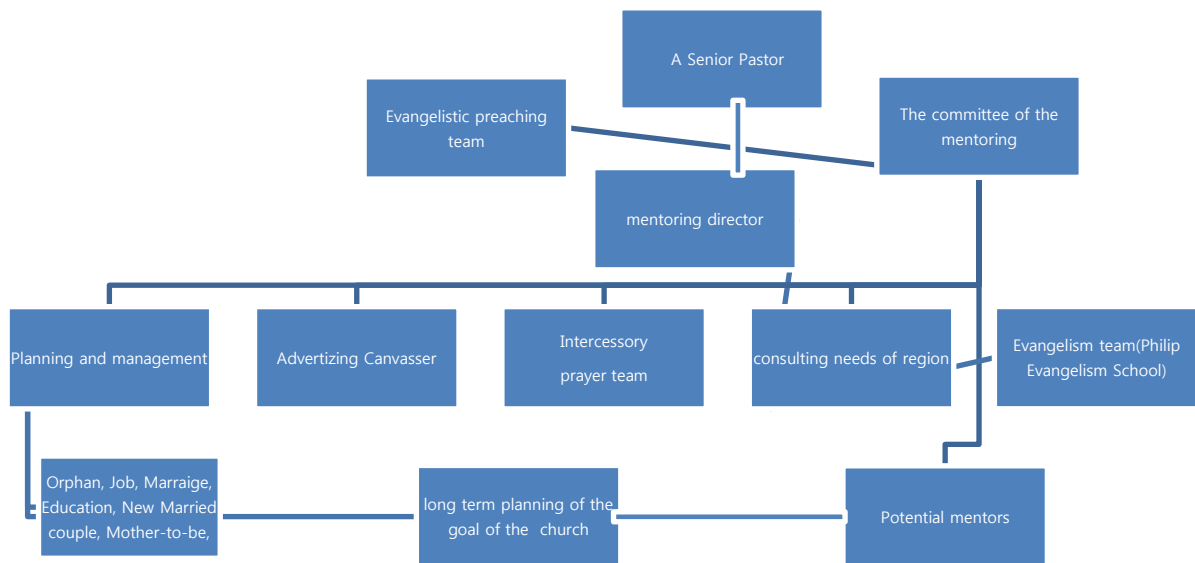 A Senior Pastor
Evangelistic preaching
team
The committee of the
mentoring
mentoring director
Planning and management
Advertizing Canvasser
Intercessory
prayer team
consulting needs of region
Evangelism team(Philip
Evangelism School)
Orphan, Job, Marraige,
Education, New Married
couple, Mother-to-be,
long term planning of the
goal of the church
Potential mentors